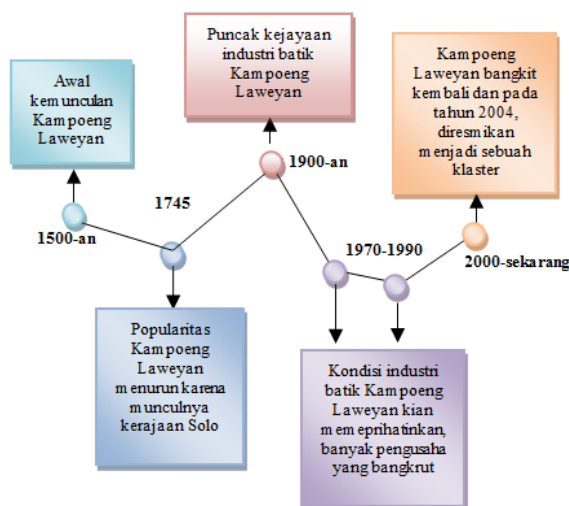 Awal
kemunculan
Kampoeng
Laweyan
1500-an
1745
Popularitas
Kampoeng
Laweyan
menurun karena
munculnya
kerajaan Solo
Puncak kejayaan
industri batik
Kampoeng
Laweyan
1900-an
1970-1990
Kondisi industri
batik Kampoeng
Laweyan kian
memeprihatinkan,
banyak pengusaha
yang bangkrut
Kampoeng
Laweyan bangkit
kembali dan pada
tahun 2004,
diresmikan
menjadi sebuah
klaster
2000-sekarang